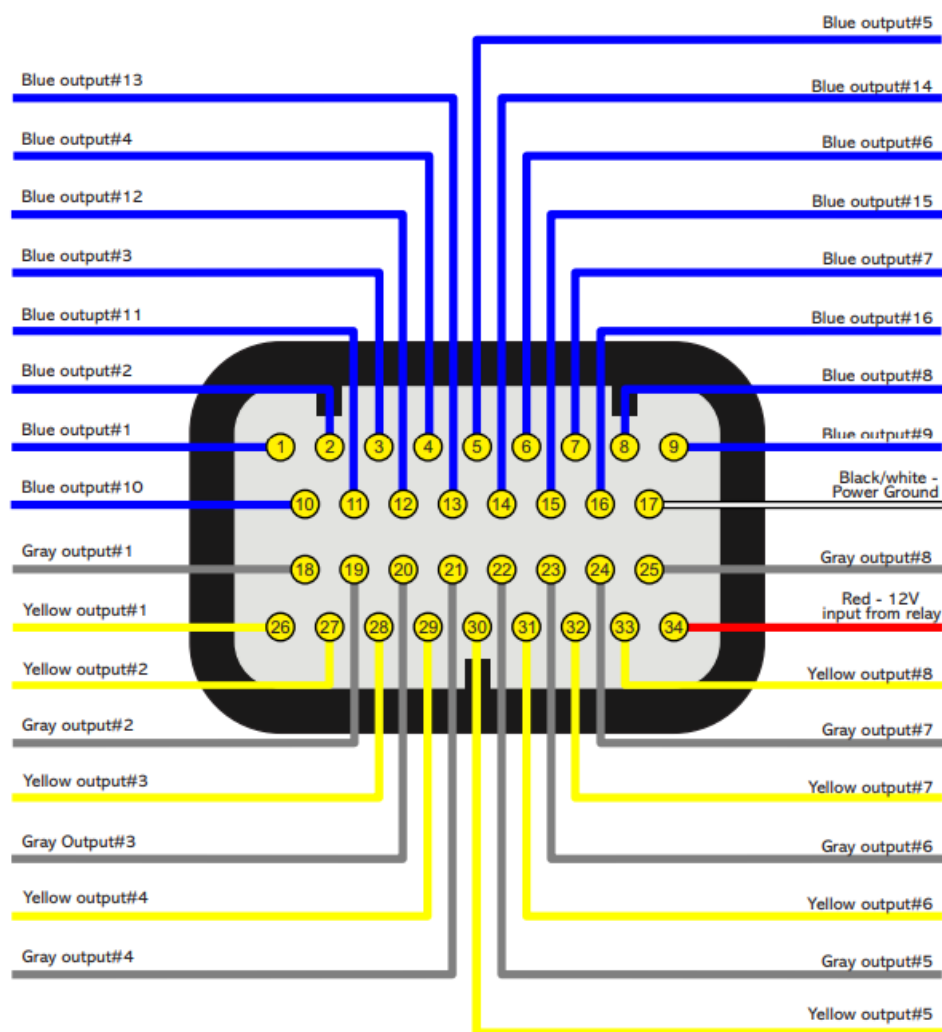 Blue output#5
Blue output#13
Blue output#14
Blue output#4
Blue output#6
Blue output#12
Blue output#15
Blue output#3
Blue output#7
Blue outupt#11
Blue output#16
Blue output#2
Blue output#8
Blue output#1
Blue output#9
1 2 3 4 5 6 7 8 9
Blue output#10
Black/white -
Power Ground
10 11 12 13 14 15 16 17
Gray output#1
Gray output#8
18 19 20 21 22 23 24 25
Yellow output#1
Red - 12V
input from relay
26 27 28 29 30 31 32 33 34
Yellow output#2
Yellow output#8
Gray output#2
Gray output#7
Yellow output#3
Yellow output#7
Gray Output#3
Gray output#6
Yellow output#4
Yellow output#6
Gray output#4
Gray output#5
Yellow output#5